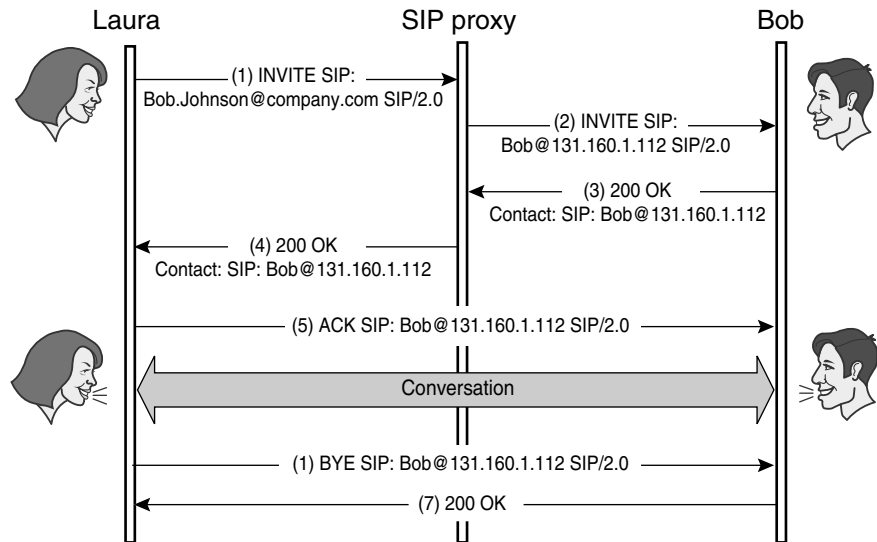 Laura
SIP proxy
Bob
(1) INVITE SIP:
Bob.Johnson@company.com SIP/2.0
(2) INVITE SIP:
Bob@131.160.1.112 SIP/2.0
(3) 200 OK
Contact: SIP: Bob@131.160.1.112
(4) 200 OK
Contact: SIP: Bob@131.160.1.112
(5) ACK SIP: Bob@131.160.1.112 SIP/2.0
Conversation
(1) BYE SIP: Bob@131.160.1.112 SIP/2.0
(7) 200 OK